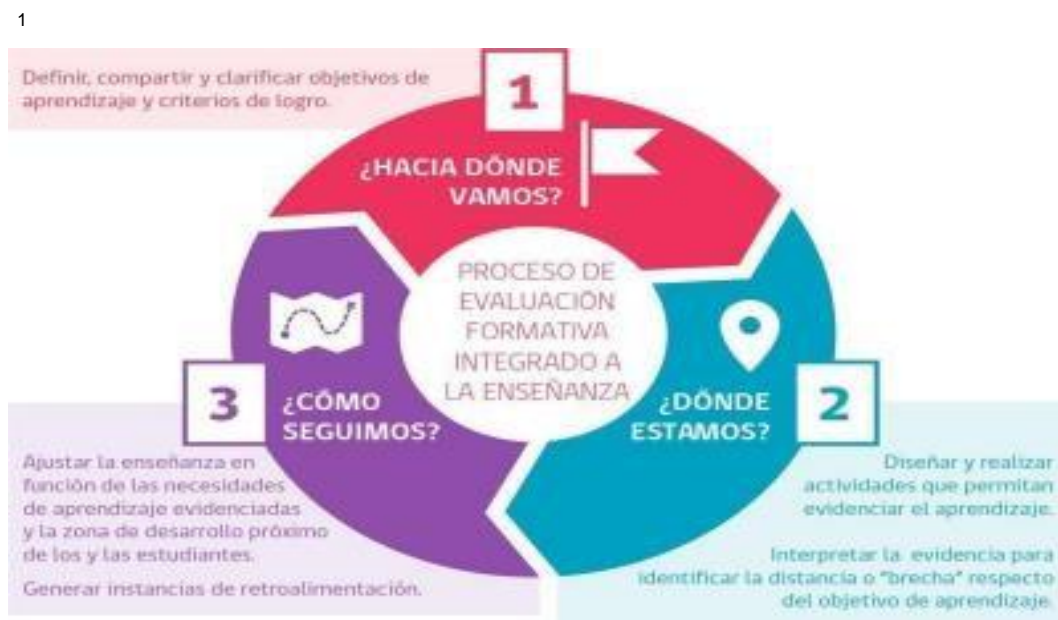 1
Definir, compartir y clarificar objetivos de
aprendizaje y criterios de logro.
1
¿HACIA DÓNDE
VAMOS?
PROCESO DE
EVALUACIÓN
FORMATIVA
INTEGRADO A
LA ENSEÑANZA
¿DÓNDE
ESTAMOS?
2
Diseñar y realizar
actividades que permitan
evidenciar el aprendizaje.
Interpretar la evidencia para
identificar la distancia o "brecha" respecto
del objetivo de aprendizaje.
3
¿CÓMO
SEGUIMOS?
Ajustar la enseñanza en
función de las necesidades
de aprendizaje evidenciadas
y la zona de desarrollo próximo
de los y las estudiantes.
Generar instancias de retroalimentación.